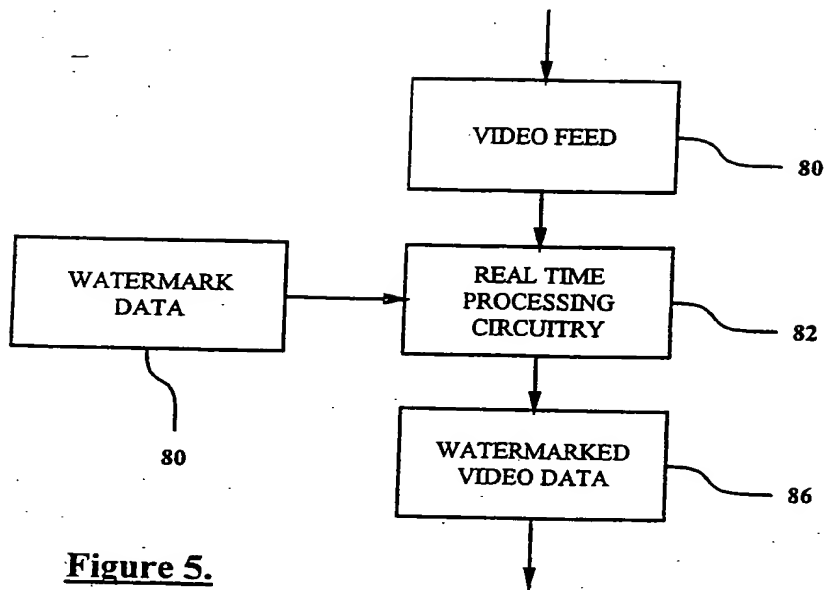 VIDEO FEED
80
WATERMARK
DATA
80
REAL TIME
PROCESSING
CIRCUITRY
82
WATERMARKED
VIDEO DATA
86
Figure 5.